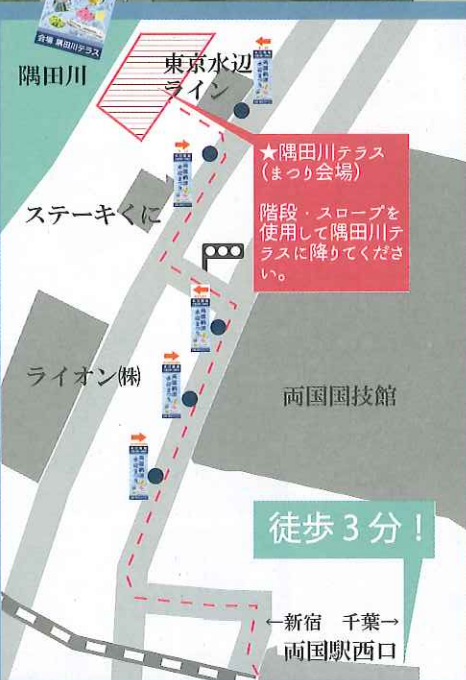 会場 隅田川テラス
隅田川
東京水辺
ライン
★隅田川テラス
(まつり会場)
階段・スロープを
使用して隅田川テ
ラスに降りてくださ
い。
ステーキくに
ライオン㈱
両国国技館
徒歩3分！
←新宿 千葉→
両国駅西口